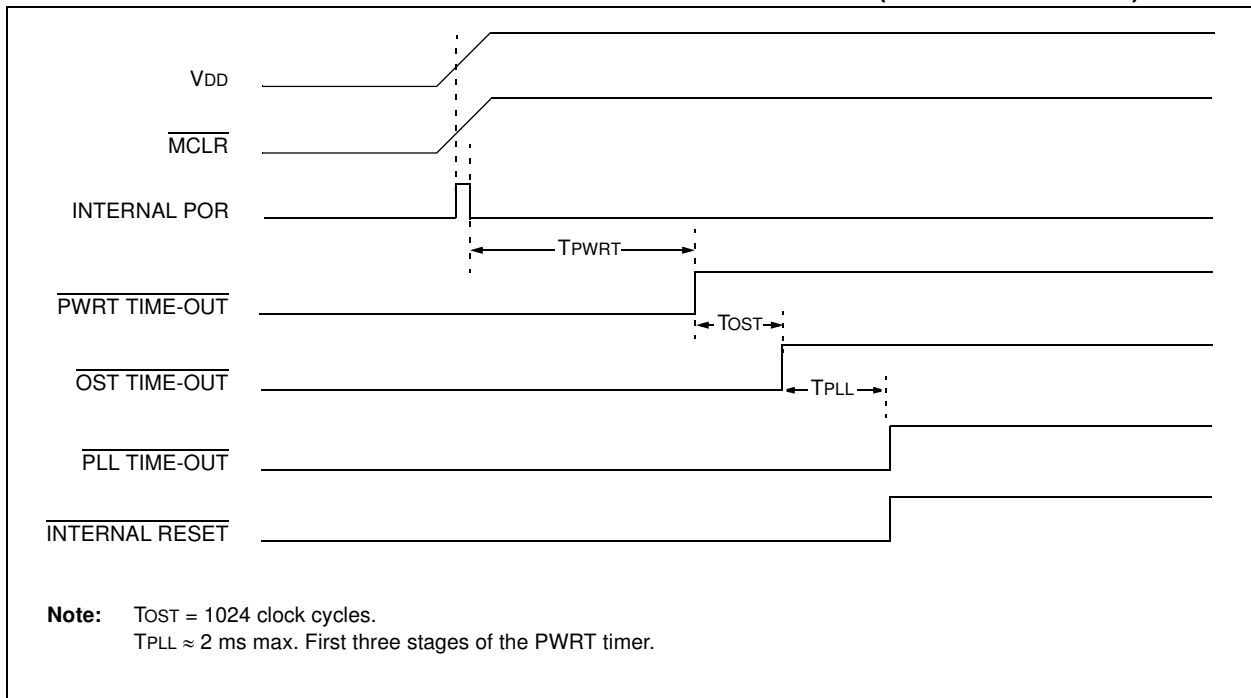 VDD
MCLR
INTERNAL POR
TPWRT
PWRT TIME-OUT
TOST
OST TIME-OUT
TPLL
PLL TIME-OUT
INTERNAL RESET
Note: TOST = 1024 clock cycles.
TPLL ≈ 2 ms max. First three stages of the PWRT timer.